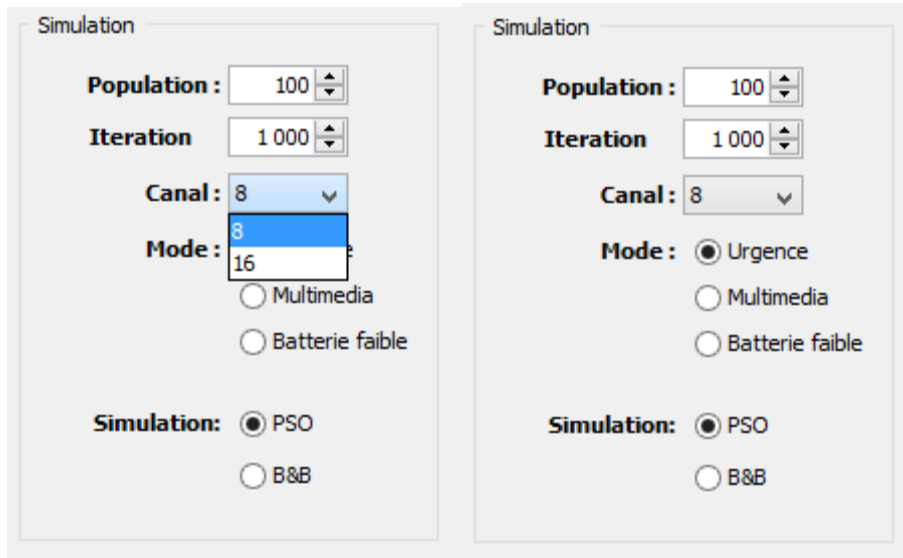 Simulation
Population : 100
Iteration 1 000
Canal : 8
8
Mode :
16
Multimedia
Batterie faible
Simulation: PSO
B&B
Simulation
Population : 100
Iteration 1 000
Canal : 8
Mode : Urgence
Multimedia
Batterie faible
Simulation: PSO
B&B